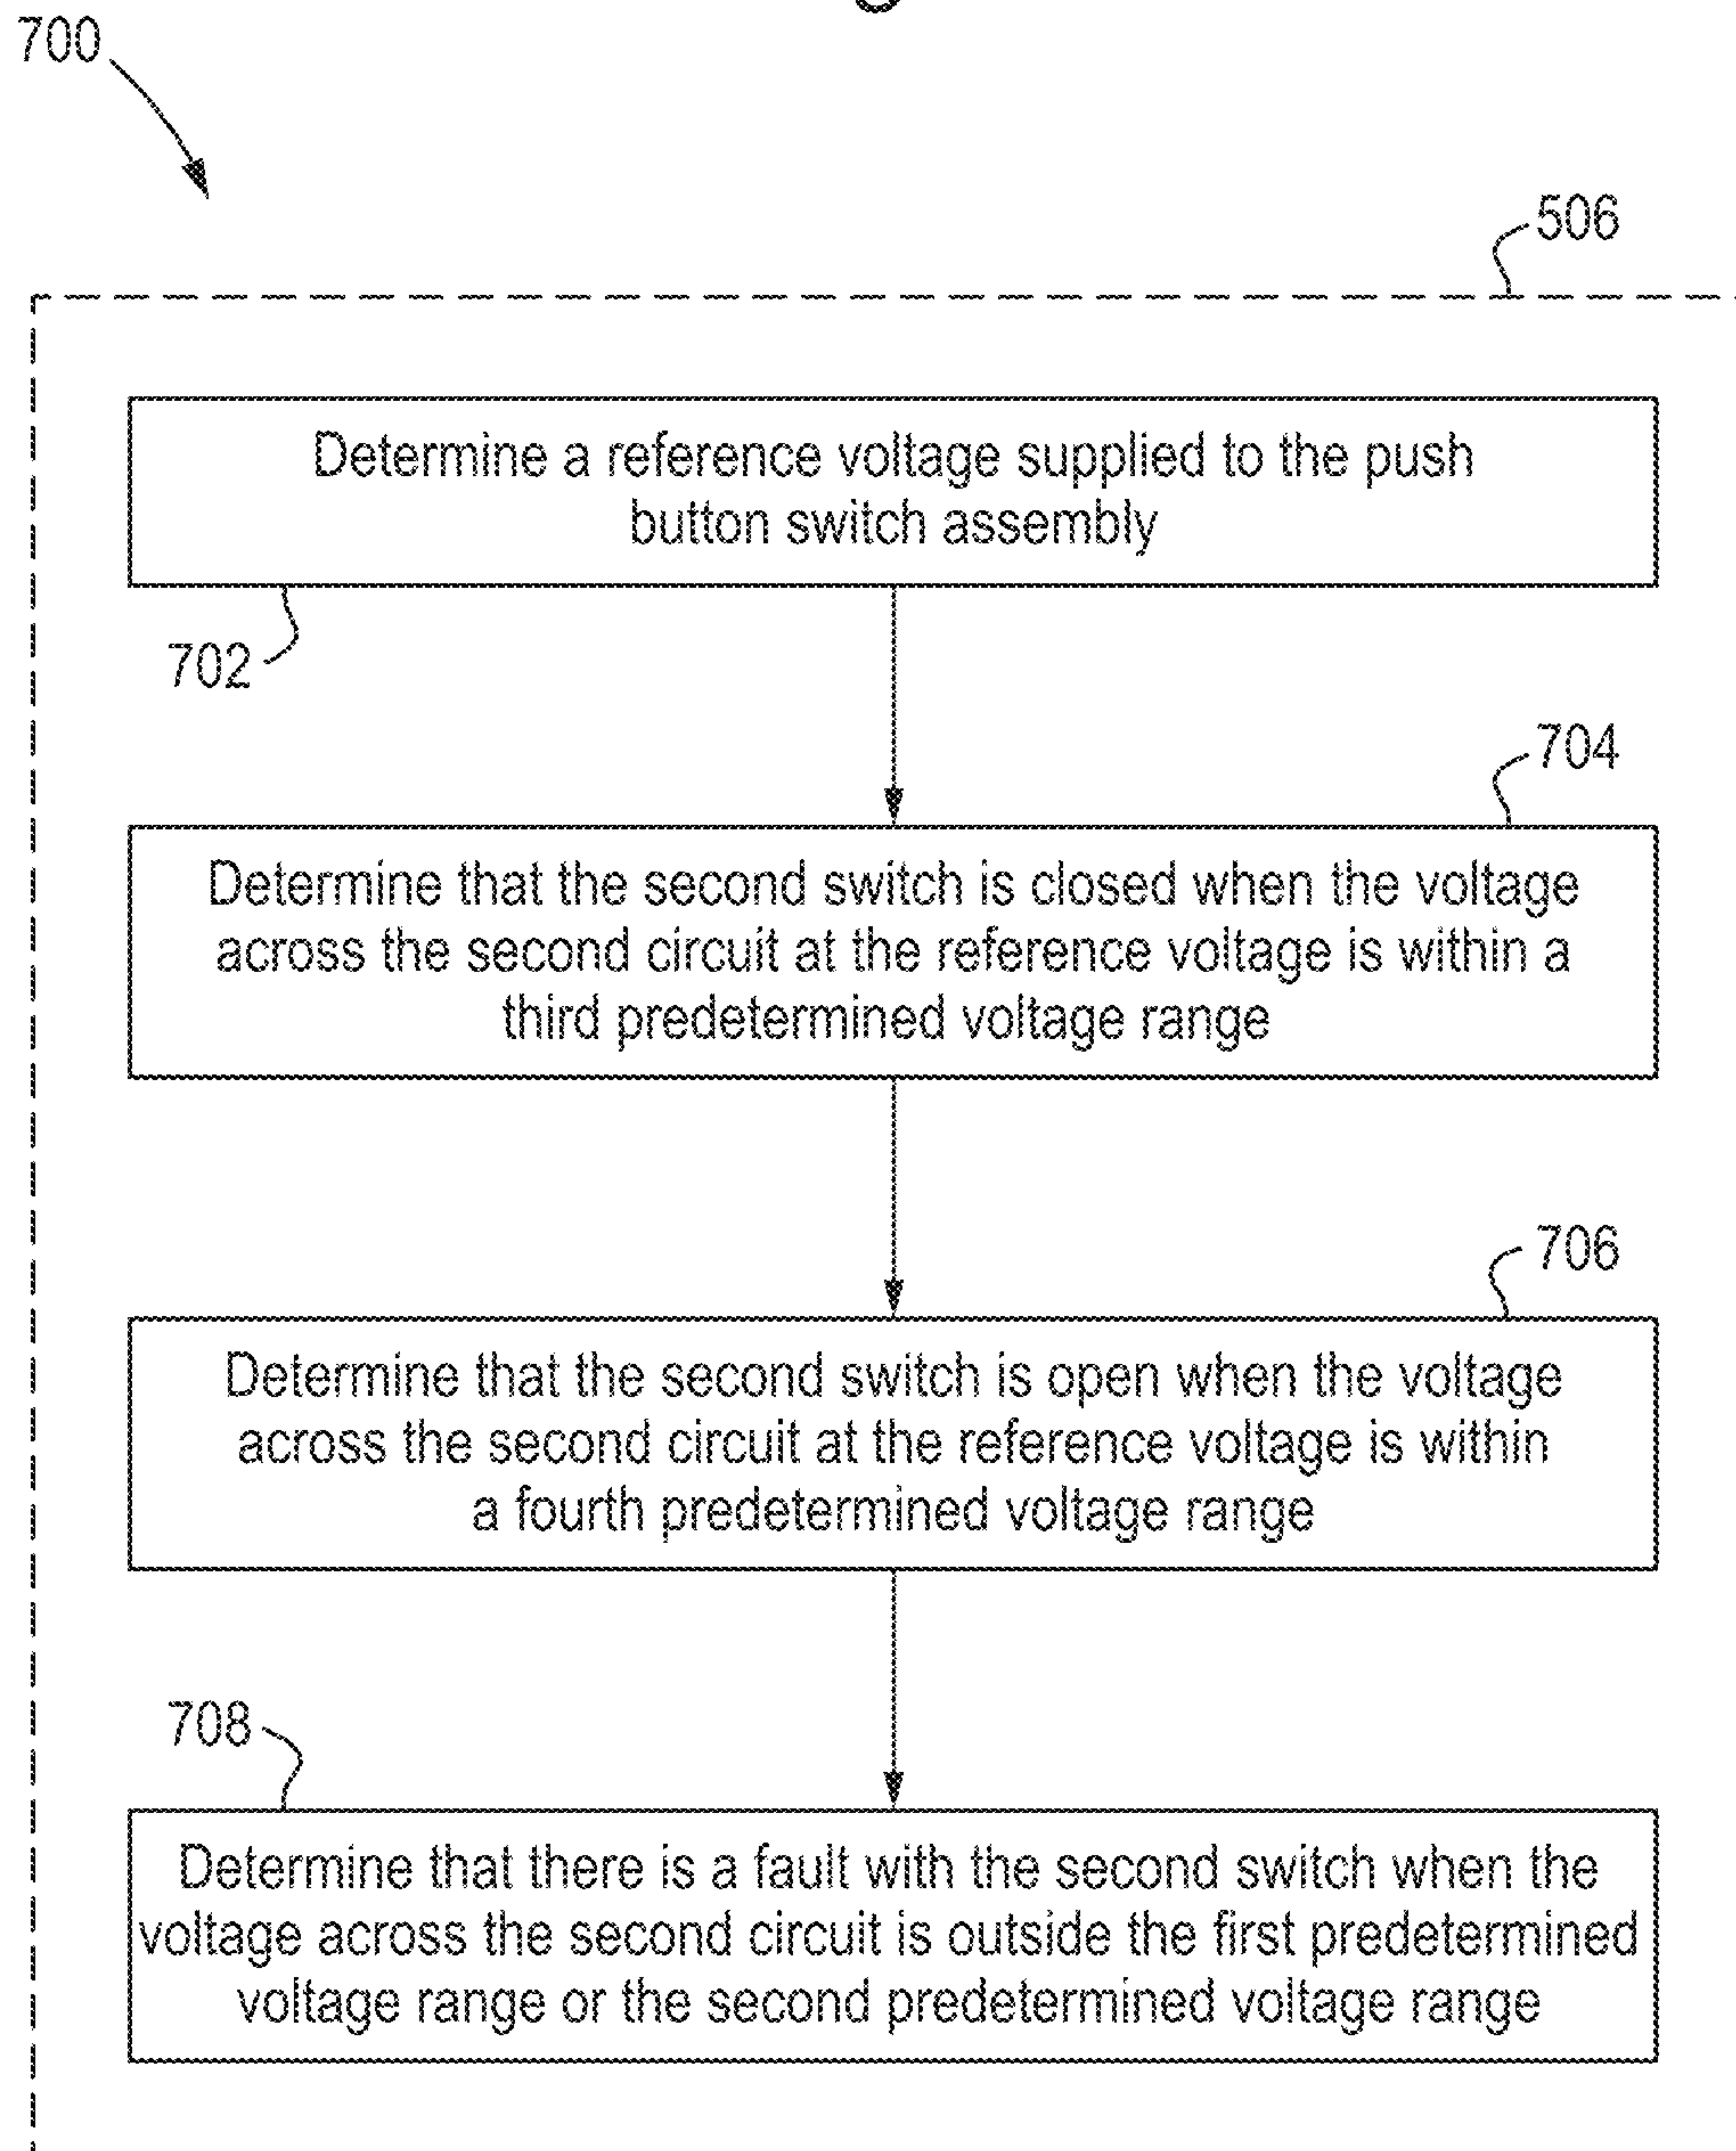 700
506
Determine a reference voltage supplied to the push
button switch assembly
702
704
Determine that the second switch is closed when the voltage
across the second circuit at the reference voltage is within a
third predetermined voltage range
706
Determine that the second switch is open when the voltage
across the second circuit at the reference voltage is within
a fourth predetermined voltage range
708
Determine that there is a fault with the second switch when the
voltage across the second circuit is outside the first predetermined
voltage range or the second predetermined voltage range